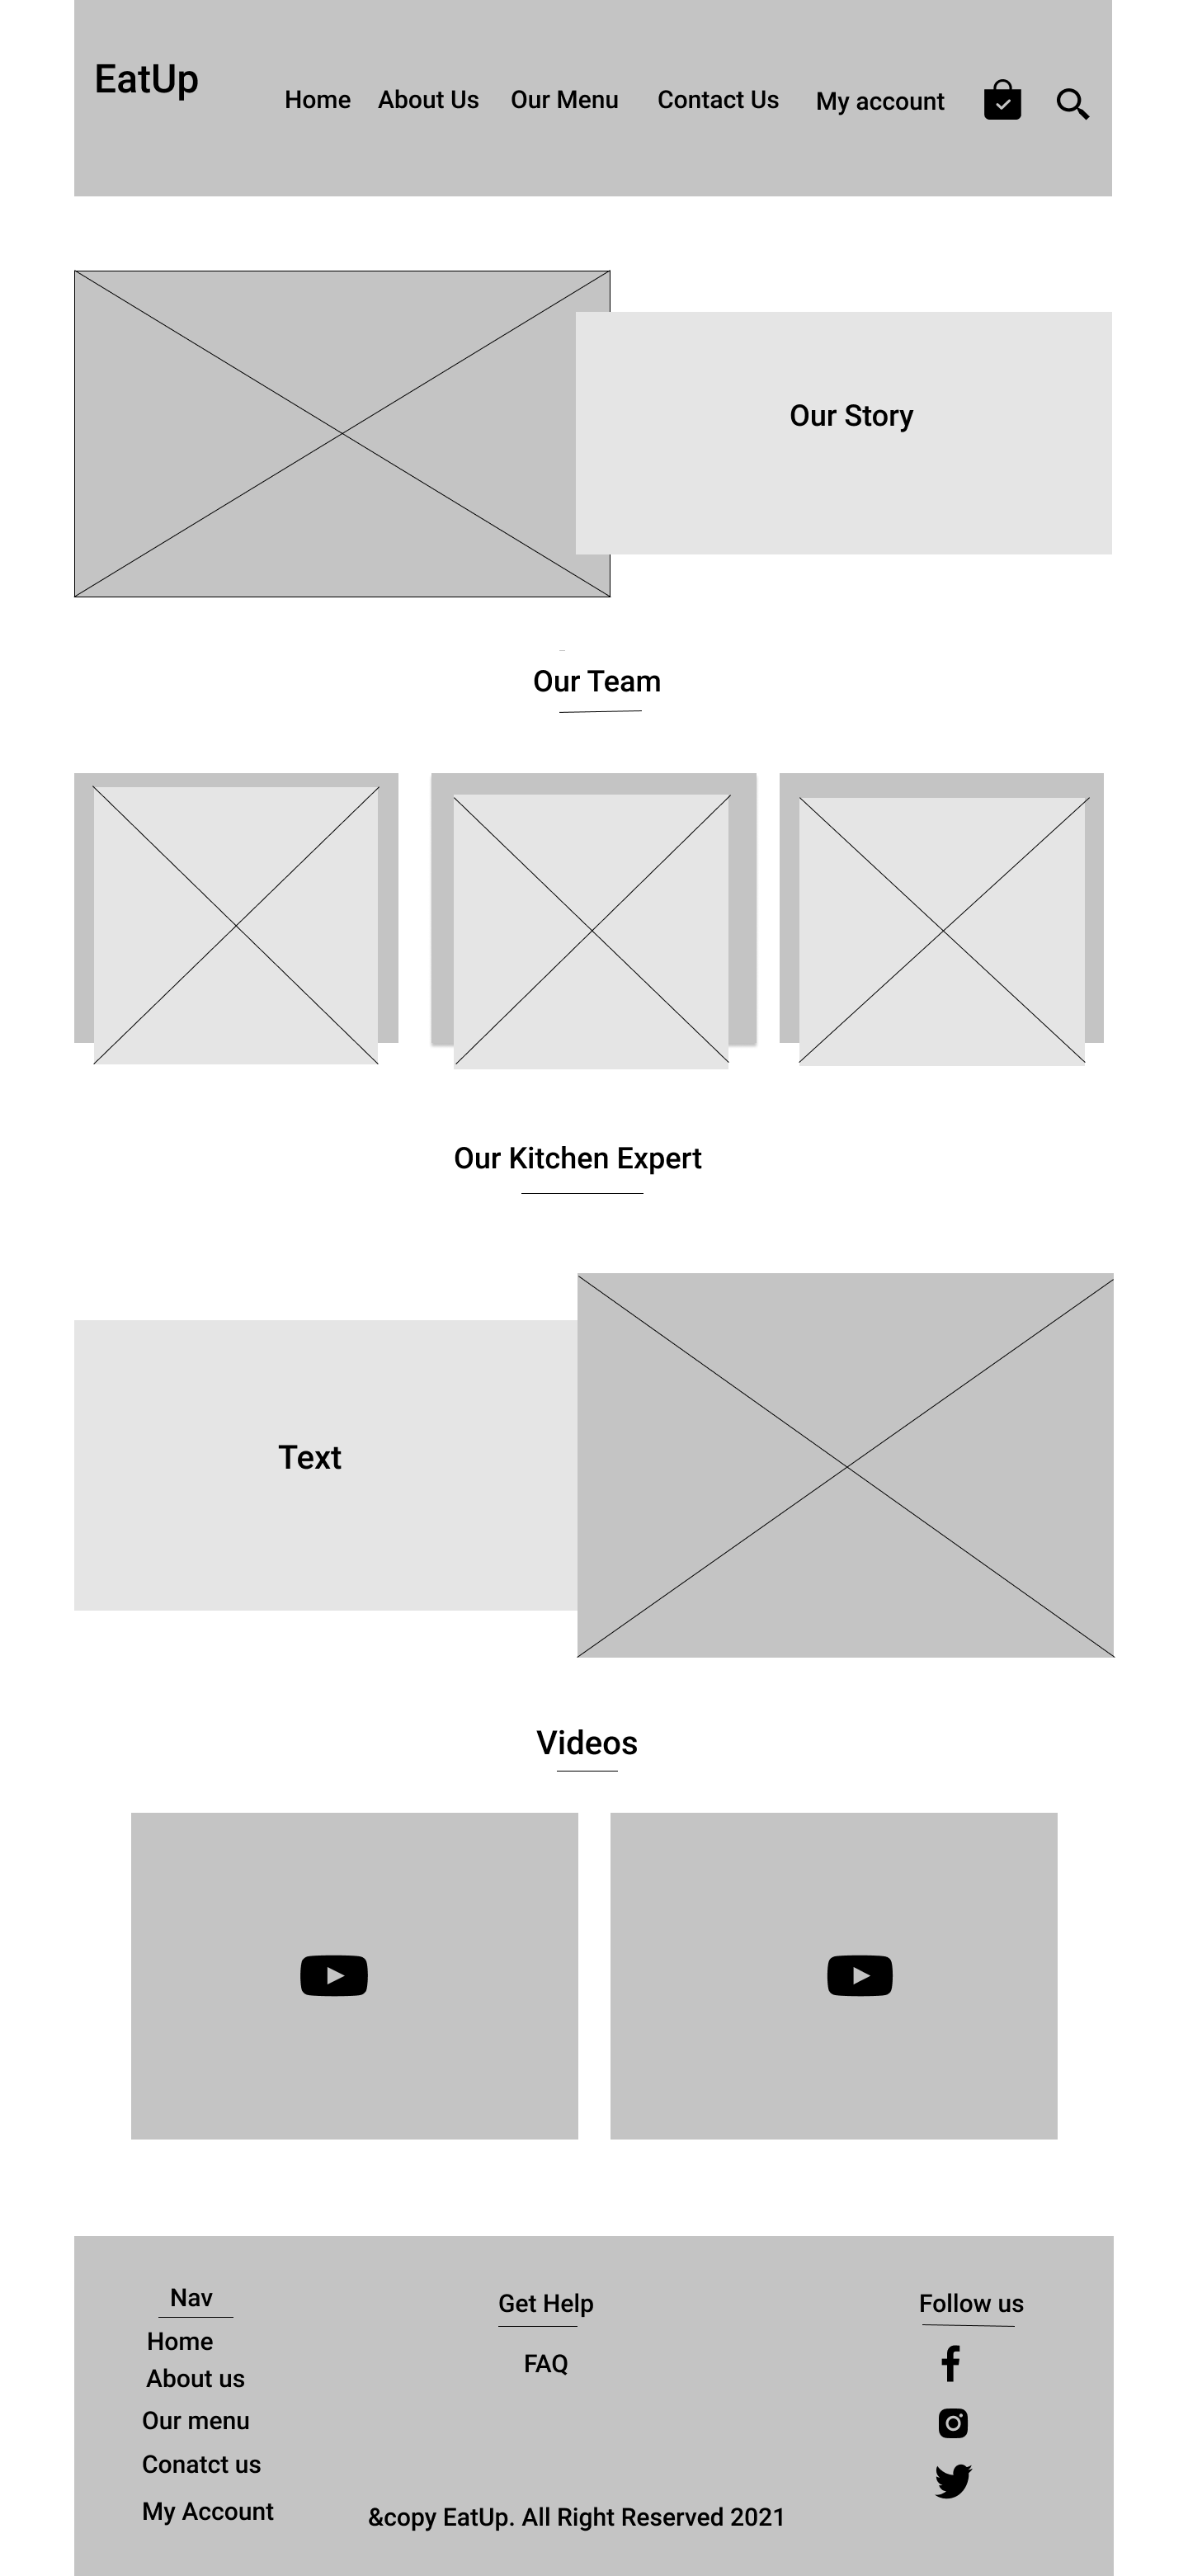 EatUp
Home About Us Our Menu Contact Us My account
Our Story
Our Team
Our Kitchen Expert
Text
Videos
Nav
Home
About us
Our menu
Conatct us
My Account
Get Help
FAQ
Follow us
&copy EatUp. All Right Reserved 2021